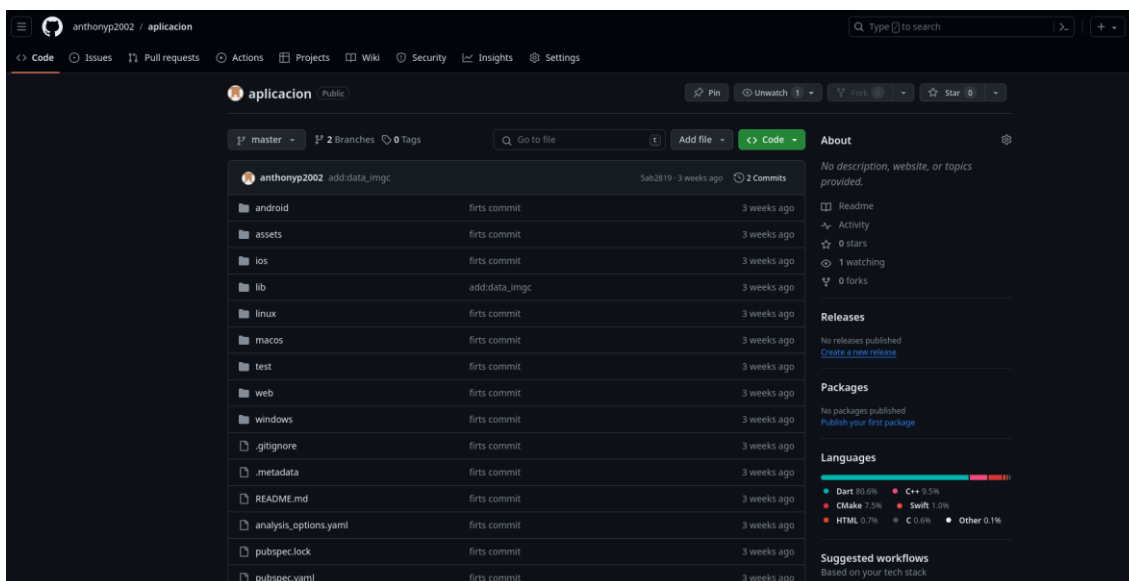 anthonyp2002 / aplicacion
Type / to search
Code Issues Pull requests Actions Projects Wiki Security Insights Settings
aplicacion Public
Pin Unwatch 1 Fork 0 Star 0
master 2 Branches 0 Tags Go to file t Add file Code
anthonyp2002 add:data_imgc 5ab2819 · 3 weeks ago 2 Commits
android firts commit 3 weeks ago
assets firts commit 3 weeks ago
ios firts commit 3 weeks ago
lib add:data_imgc 3 weeks ago
linux firts commit 3 weeks ago
macos firts commit 3 weeks ago
test firts commit 3 weeks ago
web firts commit 3 weeks ago
windows firts commit 3 weeks ago
.gitignore firts commit 3 weeks ago
.metadata firts commit 3 weeks ago
README.md firts commit 3 weeks ago
analysis_options.yaml firts commit 3 weeks ago
pubspec.lock firts commit 3 weeks ago
pubspec.yaml firts commit 3 weeks ago
About
No description, website, or topics
provided.
Readme
Activity
0 stars
1 watching
0 forks
Releases
No releases published
Create a new release
Packages
No packages published
Publish your first package
Languages
Dart 80.6% C++ 9.5%
CMake 7.5% Swift 1.0%
HTML 0.7% C 0.6% Other 0.1%
Suggested workflows
Based on your tech stack